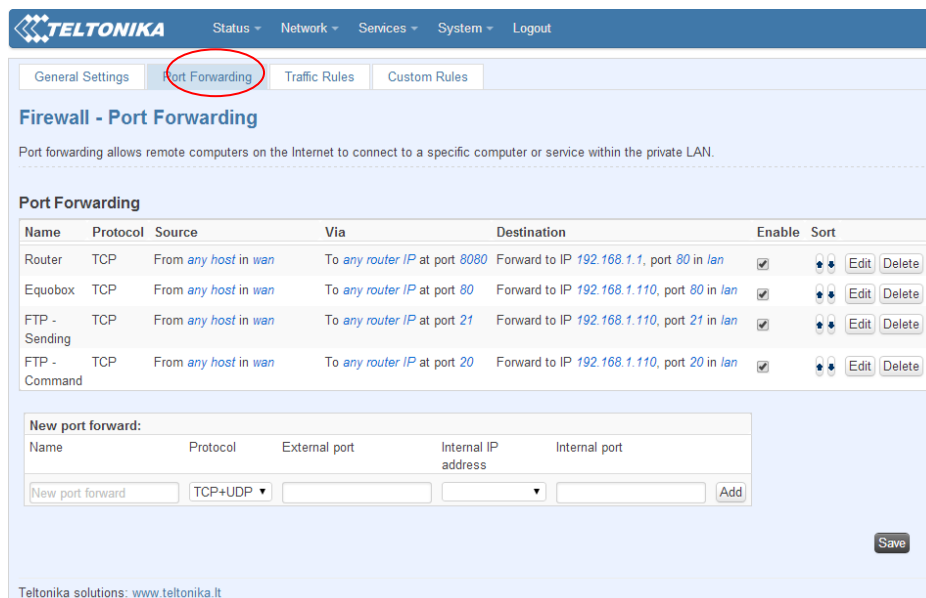 TELTONIKA Status Network Services System Logout
General Settings Port Forwarding Traffic Rules Custom Rules
Firewall - Port Forwarding
Port forwarding allows remote computers on the Internet to connect to a specific computer or service within the private LAN.
Port Forwarding
Name Protocol Source Via Destination Enable Sort
Router TCP From any host in wan To any router IP at port 8080 Forward to IP 192.168.1.1, port 80 in lan Edit Delete
Equobox TCP From any host in wan To any router IP at port 80 Forward to IP 192.168.1.110, port 80 in lan Edit Delete
FTP - TCP From any host in wan To any router IP at port 21 Forward to IP 192.168.1.110, port 21 in lan Edit Delete
Sending
FTP - TCP From any host in wan To any router IP at port 20 Forward to IP 192.168.1.110, port 20 in lan Edit Delete
Command
New port forward:
Name Protocol External port Internal IP Internal port
address
New port forward TCP+UDP Add
Save
Teltonika solutions: www.teltonika.lt